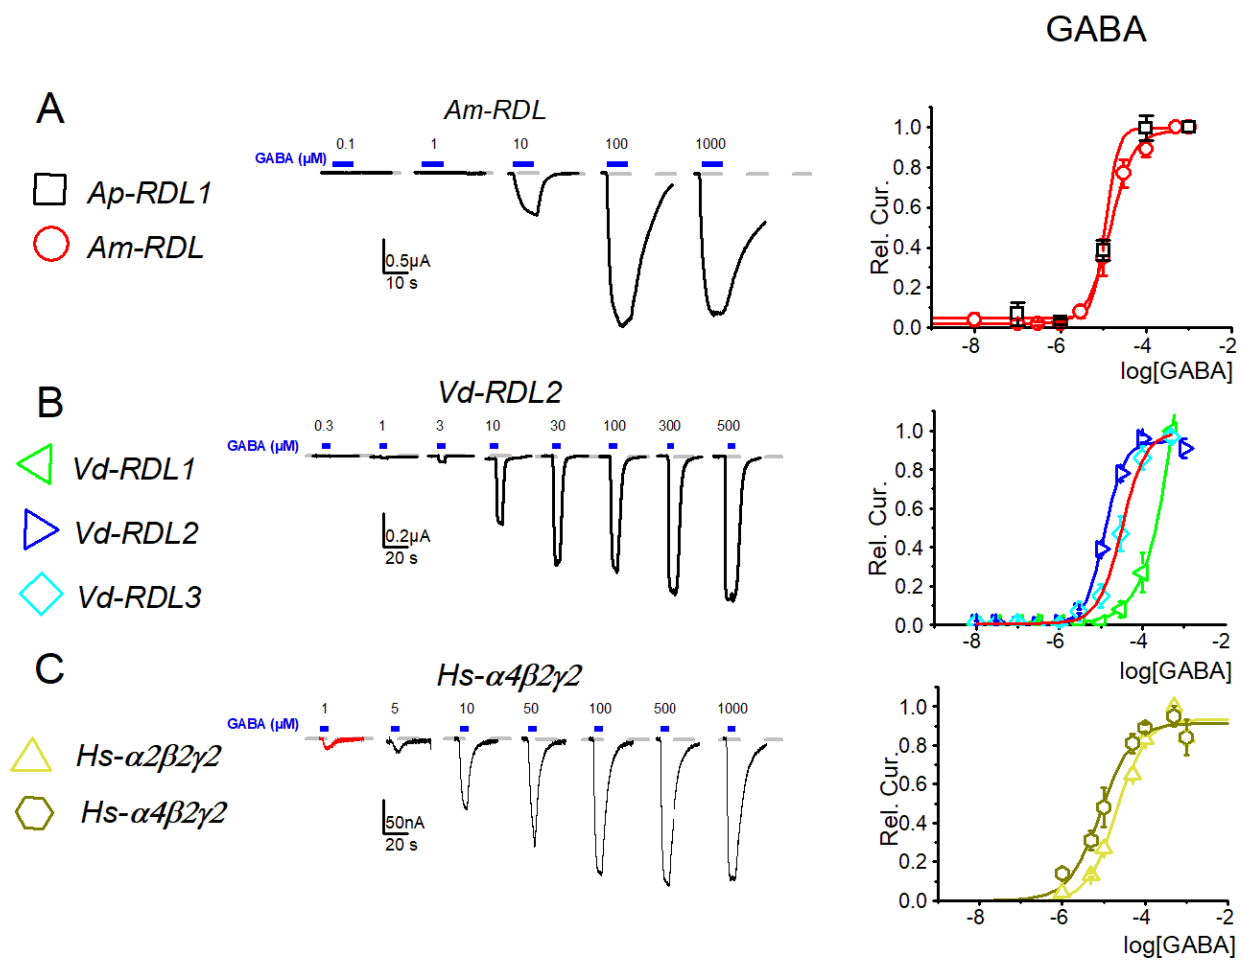 GABA
A
Am-RDL
GABA (µM) 0.1 1 10 100 1000
Ap-RDL1
Am-RDL
0.5µA
10 s
Rel. Cur.
1.0
0.8
0.6
0.4
0.2
0.0
-8 -6 -4 -2
log[GABA]
B
Vd-RDL2
GABA (µM) 0.3 1 3 10 30 100 300 500
Vd-RDL1
Vd-RDL2
Vd-RDL3
0.2µA
20 s
Rel. Cur.
1.0
0.8
0.6
0.4
0.2
0.0
-8 -6 -4 -2
log[GABA]
C
Hs-α4β2γ2
GABA (µM) 1 5 10 50 100 500 1000
Hs-α2β2γ2
Hs-α4β2γ2
50nA
20 s
Rel. Cur.
1.0
0.8
0.6
0.4
0.2
0.0
-8 -6 -4 -2
log[GABA]